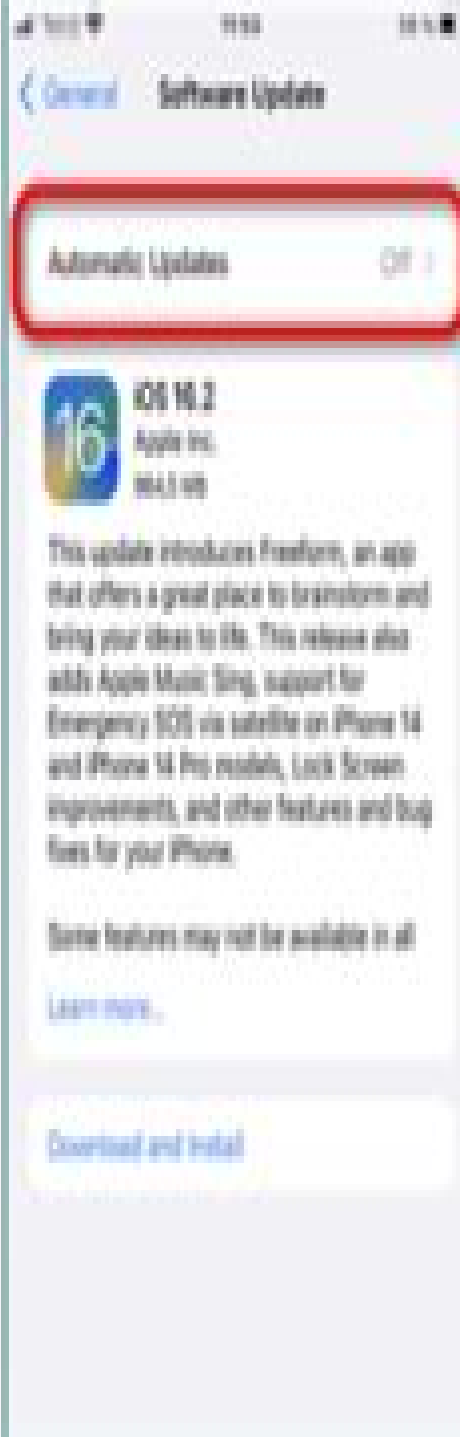 General Software Update
Automatic Updates Off
16
iOS 16.2
Apple Inc.
This update introduces Freeform, an app
that offers a great place to brainstorm and
bring your ideas to life. This release also
adds Apple Music Sing, support for
Emergency SOS via satellite on iPhone 14
and iPhone 14 Pro models, Lock Screen
improvements, and other features and bug
fixes for your iPhone.
Some features may not be available in all
Learn more...
Download and Install